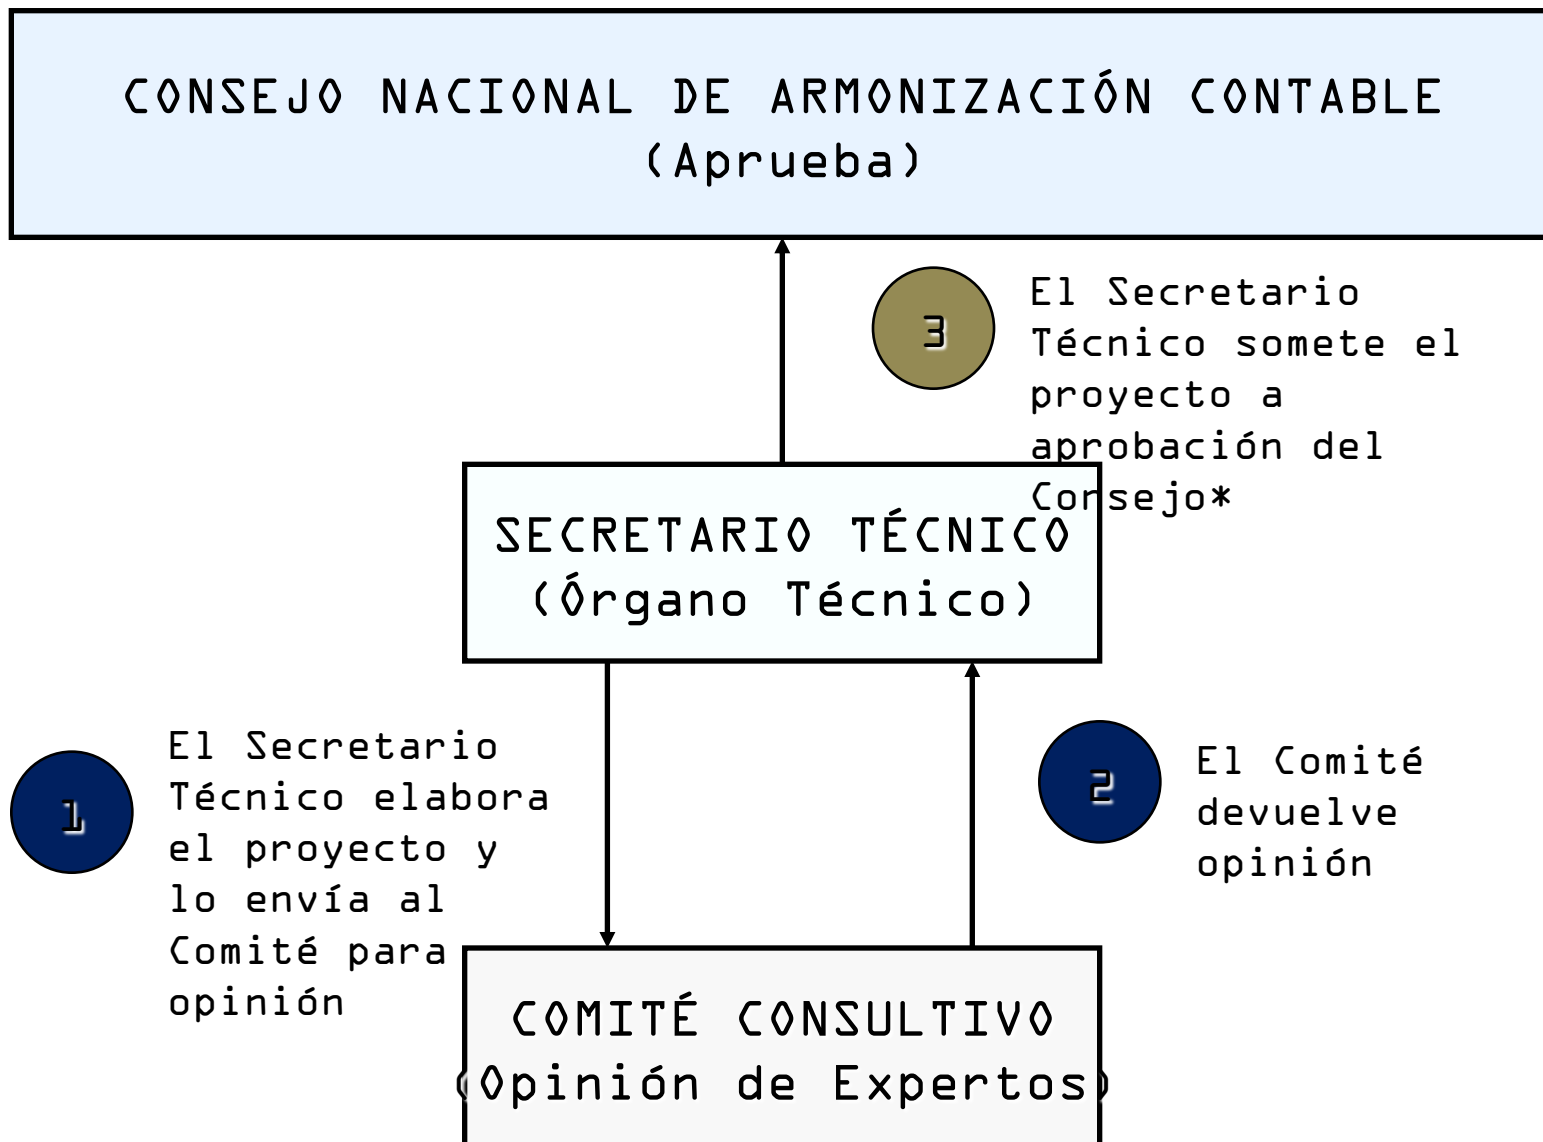 CONSEJO NACIONAL DE ARMONIZACIÓN CONTABLE
(Aprueba)
3
El Secretario
Técnico somete el
proyecto a
aprobación del
Consejo*
SECRETARIO TÉCNICO
(Órgano Técnico)
1
El Secretario
Técnico elabora
el proyecto y
lo envía al
Comité para
opinión
2
El Comité
devuelve
opinión
COMITÉ CONSULTIVO
(Opinión de Expertos)